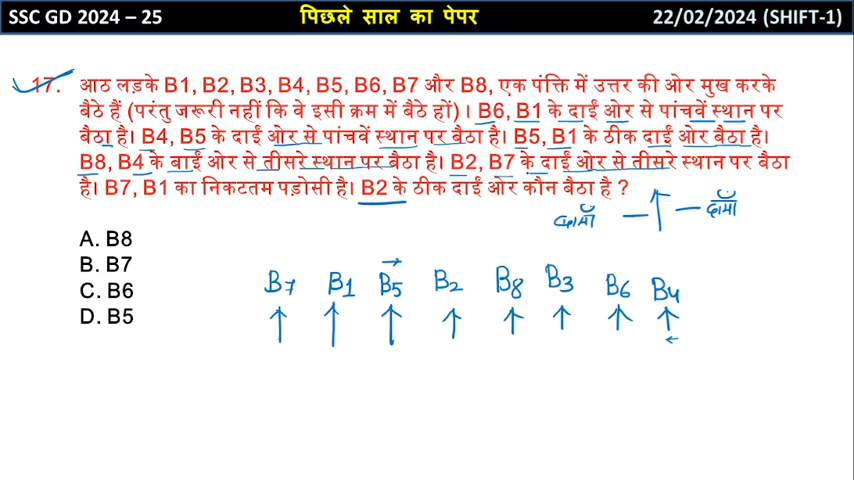 SSC GD 2024 – 25 पिछले साल का पेपर 22/02/2024 (SHIFT-1)
17. आठ लड़के B1, B2, B3, B4, B5, B6, B7 और B8, एक पंक्ति में उत्तर की ओर मुख करके
बैठे हैं (परंतु जरूरी नहीं कि वे इसी क्रम में बैठे हों) । B6, B1 के दाईं ओर से पांचवें स्थान पर
बैठा है। B4, B5 के दाईं ओर से पांचवें स्थान पर बैठा है। B5, B1 के ठीक दाईं ओर बैठा है।
B8, B4 के बाईं ओर से तीसरे स्थान पर बैठा है। B2, B7 के दाईं ओर से तीसरे स्थान पर बैठा
है। B7, B1 का निकटतम पड़ोसी है। B2 के ठीक दाईं ओर कौन बैठा है ?
A. B8
B. B7
C. B6
D. B5
B7 B1 B5 B2 B8 B3 B6 B4